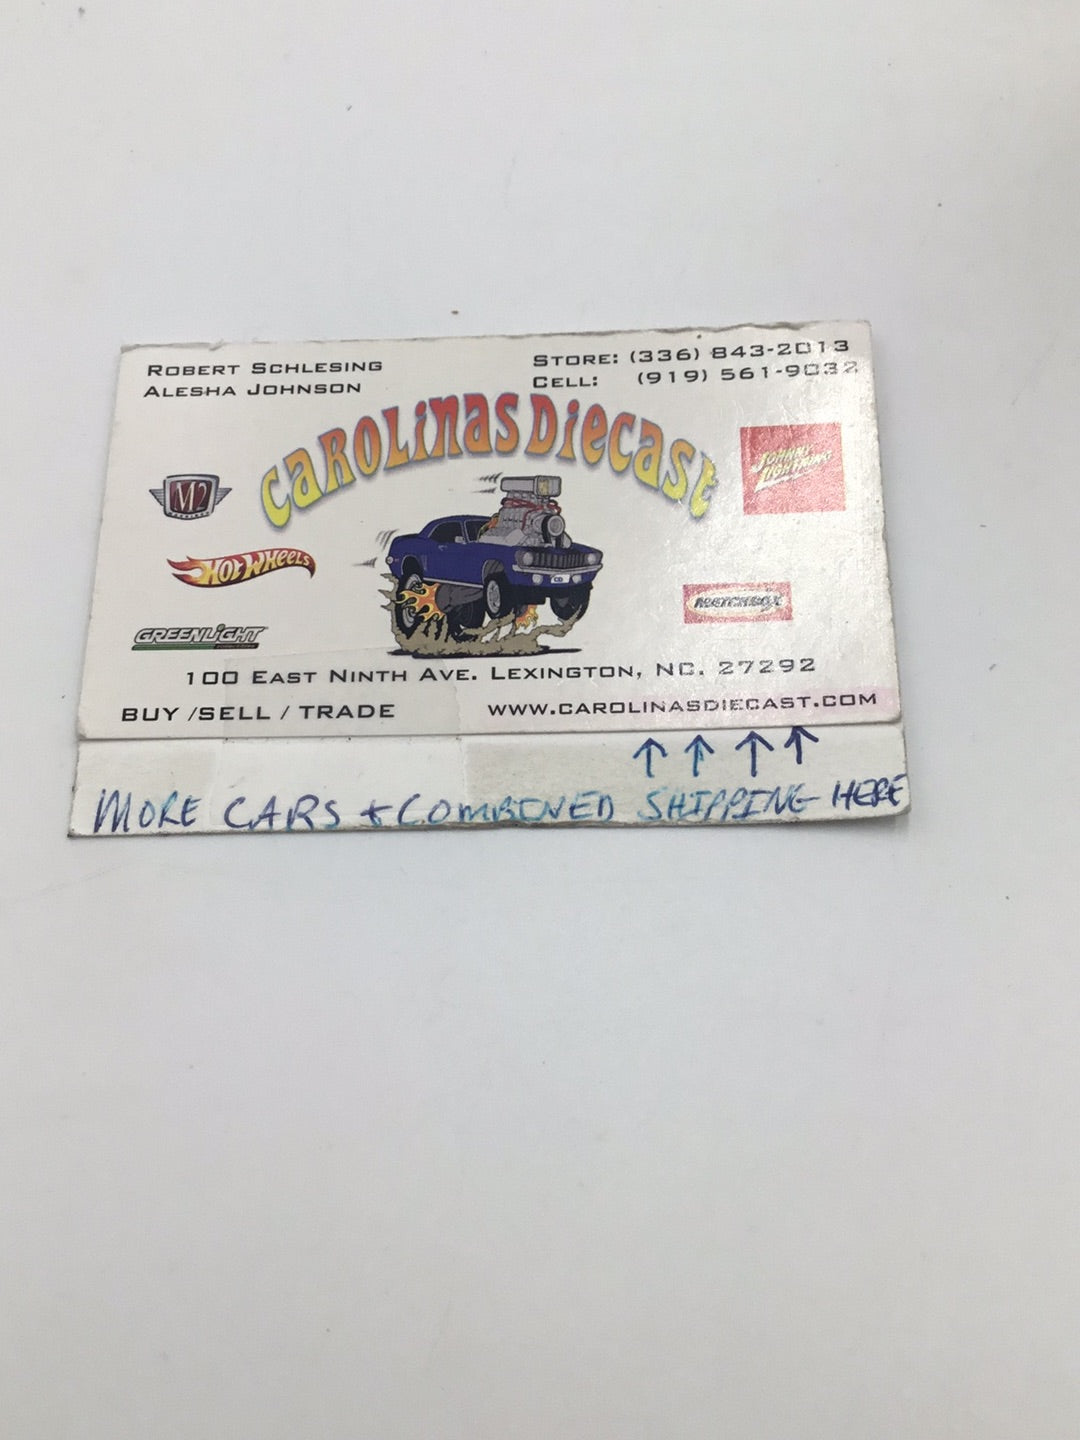 ROBERT SCHLESING
ALESHA JOHNSON
STORE: (336) 843-2013
CELL: (919) 561-9032
CAROLINAS DIECAST
M2
MACHINES
JOHNNY LIGHTNING
HOT WHEELS
MATCHBOX
GREENLIGHT
CD
100 EAST NINTH AVE. LEXINGTON, NC. 27292
BUY /SELL / TRADE
WWW.CAROLINASDIECAST.COM
↑ ↑ ↑ ↑
MORE CARS + COMBINED SHIPPING HERE